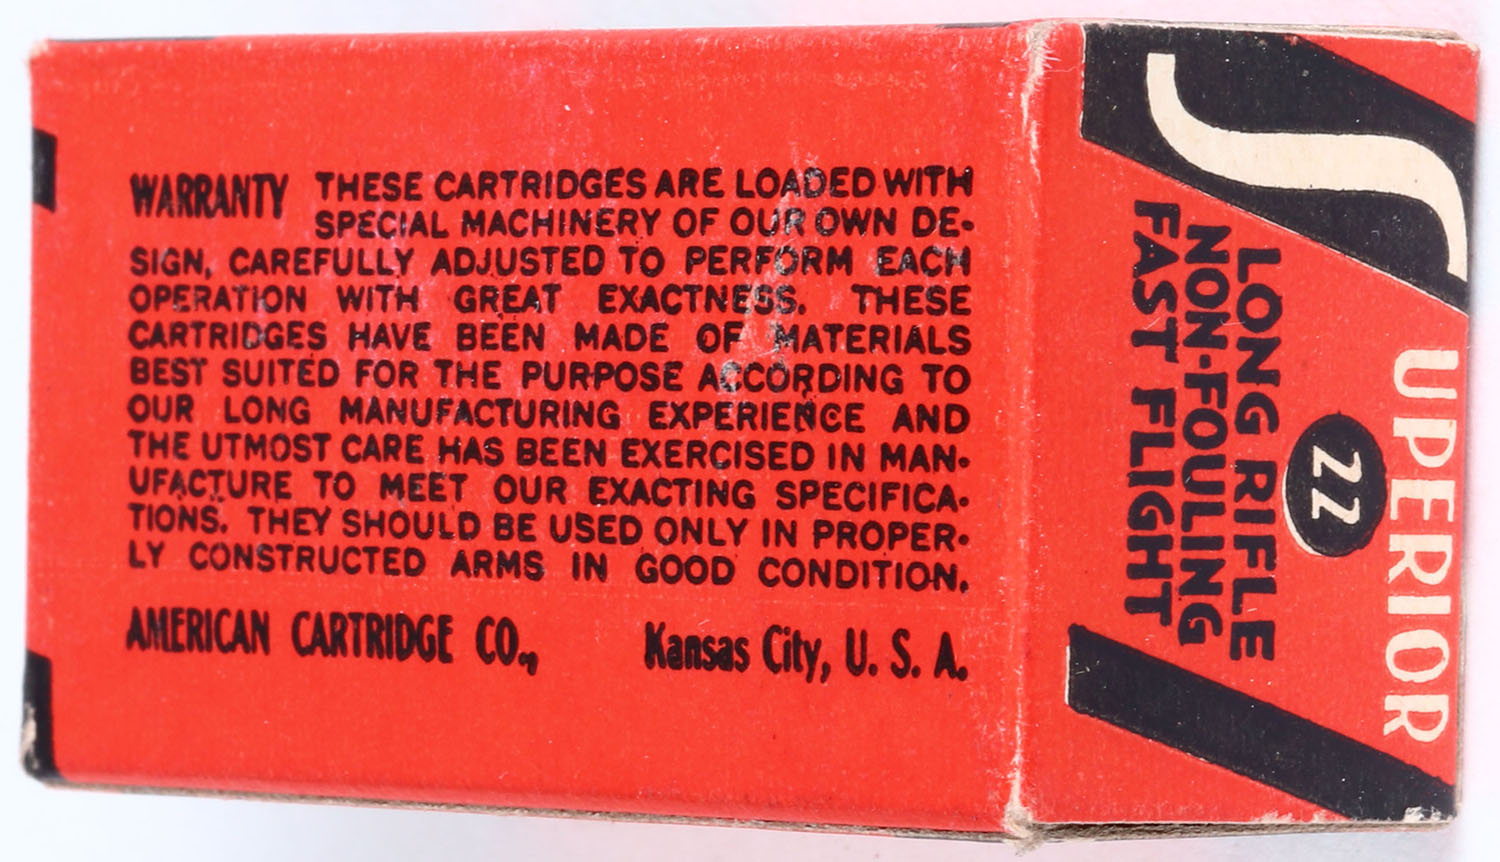 WARRANTY THESE CARTRIDGES ARE LOADED WITH
SPECIAL MACHINERY OF OUR OWN DE-
SIGN, CAREFULLY ADJUSTED TO PERFORM EACH
OPERATION WITH GREAT EXACTNESS. THESE
CARTRIDGES HAVE BEEN MADE OF MATERIALS
BEST SUITED FOR THE PURPOSE ACCORDING TO
OUR LONG MANUFACTURING EXPERIENCE AND
THE UTMOST CARE HAS BEEN EXERCISED IN MAN-
UFACTURE TO MEET OUR EXACTING SPECIFICA-
TIONS. THEY SHOULD BE USED ONLY IN PROPER-
LY CONSTRUCTED ARMS IN GOOD CONDITION.
AMERICAN CARTRIDGE CO., Kansas City, U. S. A.
SUPERIOR
22
LONG RIFLE
NON-FOULING
FAST FLIGHT